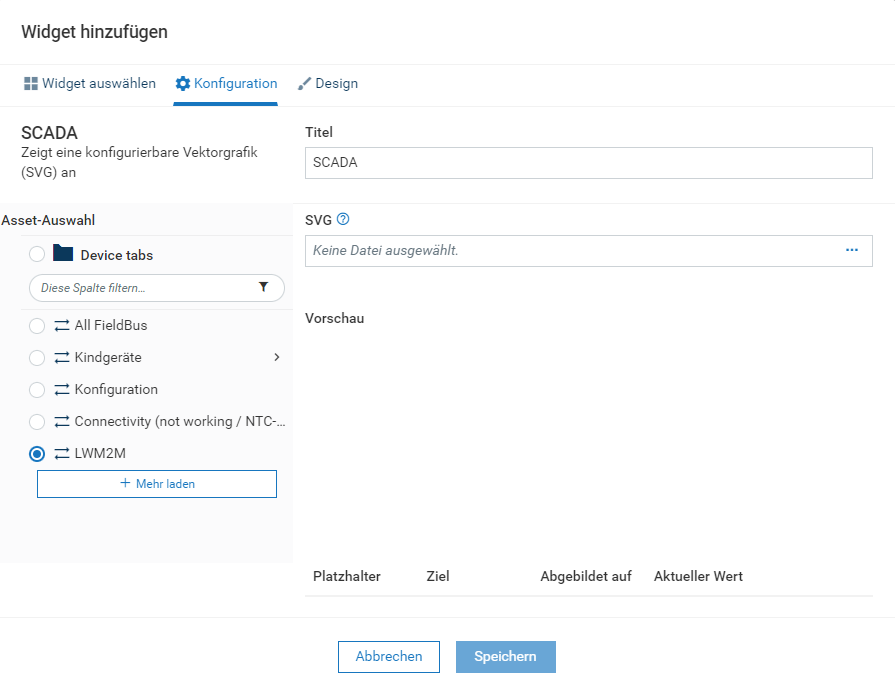 Widget hinzufügen
Widget auswählen
Konfiguration
Design
SCADA
Zeigt eine konfigurierbare Vektorgrafik
(SVG) an
Titel
SCADA
Asset-Auswahl
Device tabs
Diese Spalte filtern...
All FieldBus
Kindgeräte
Konfiguration
Connectivity (not working / NTC-...
LWM2M
+ Mehr laden
SVG
Keine Datei ausgewählt.
Vorschau
Platzhalter Ziel Abgebildet auf Aktueller Wert
Abbrechen Speichern